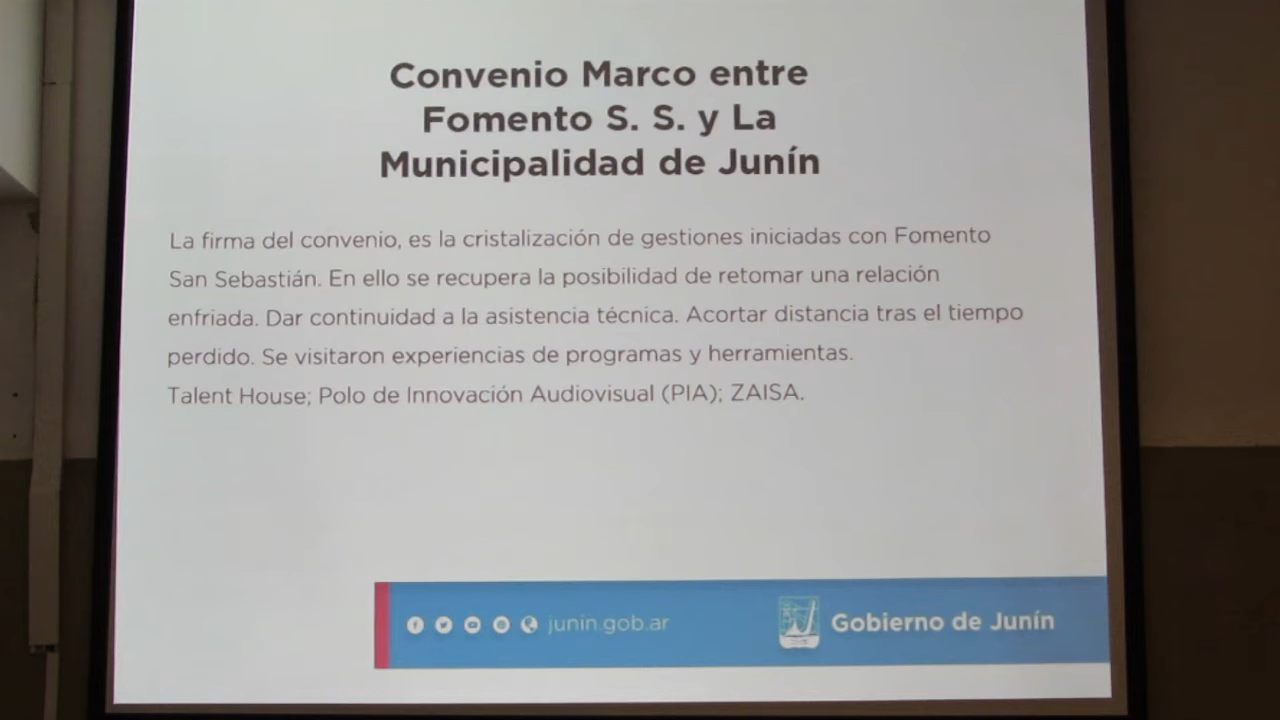 Convenio Marco entre
Fomento S. S. y La
Municipalidad de Junín
La firma del convenio, es la cristalización de gestiones iniciadas con Fomento
San Sebastián. En ello se recupera la posibilidad de retomar una relación
enfriada. Dar continuidad a la asistencia técnica. Acortar distancia tras el tiempo
perdido. Se visitaron experiencias de programas y herramientas.
Talent House; Polo de Innovación Audiovisual (PIA); ZAISA.
junin.gob.ar
Gobierno de Junín